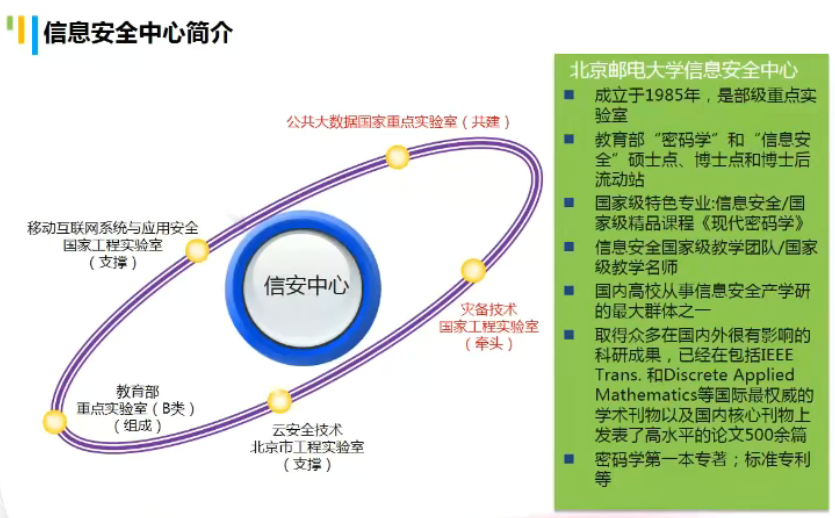 信息安全中心简介
公共大数据国家重点实验室（共建）
移动互联网系统与应用安全
国家工程实验室
（支撑）
信安中心
灾备技术
国家工程实验室
（牵头）
教育部
重点实验室（B类）
（组成）
云安全技术
北京市工程实验室
（支撑）
北京邮电大学信息安全中心
成立于1985年，是部级重点实
验室
教育部“密码学”和“信息安
全”硕士点、博士点和博士后
流动站
国家级特色专业:信息安全/国
家级精品课程《现代密码学》
信息安全国家级教学团队/国家
级教学名师
国内高校从事信息安全产学研
的最大群体之一
取得众多在国内外很有影响的
科研成果，已经在包括IEEE
Trans. 和Discrete Applied
Mathematics等国际最权威的
学术刊物以及国内核心刊物上
发表了高水平的论文500余篇
密码学第一本专著；标准专利
等